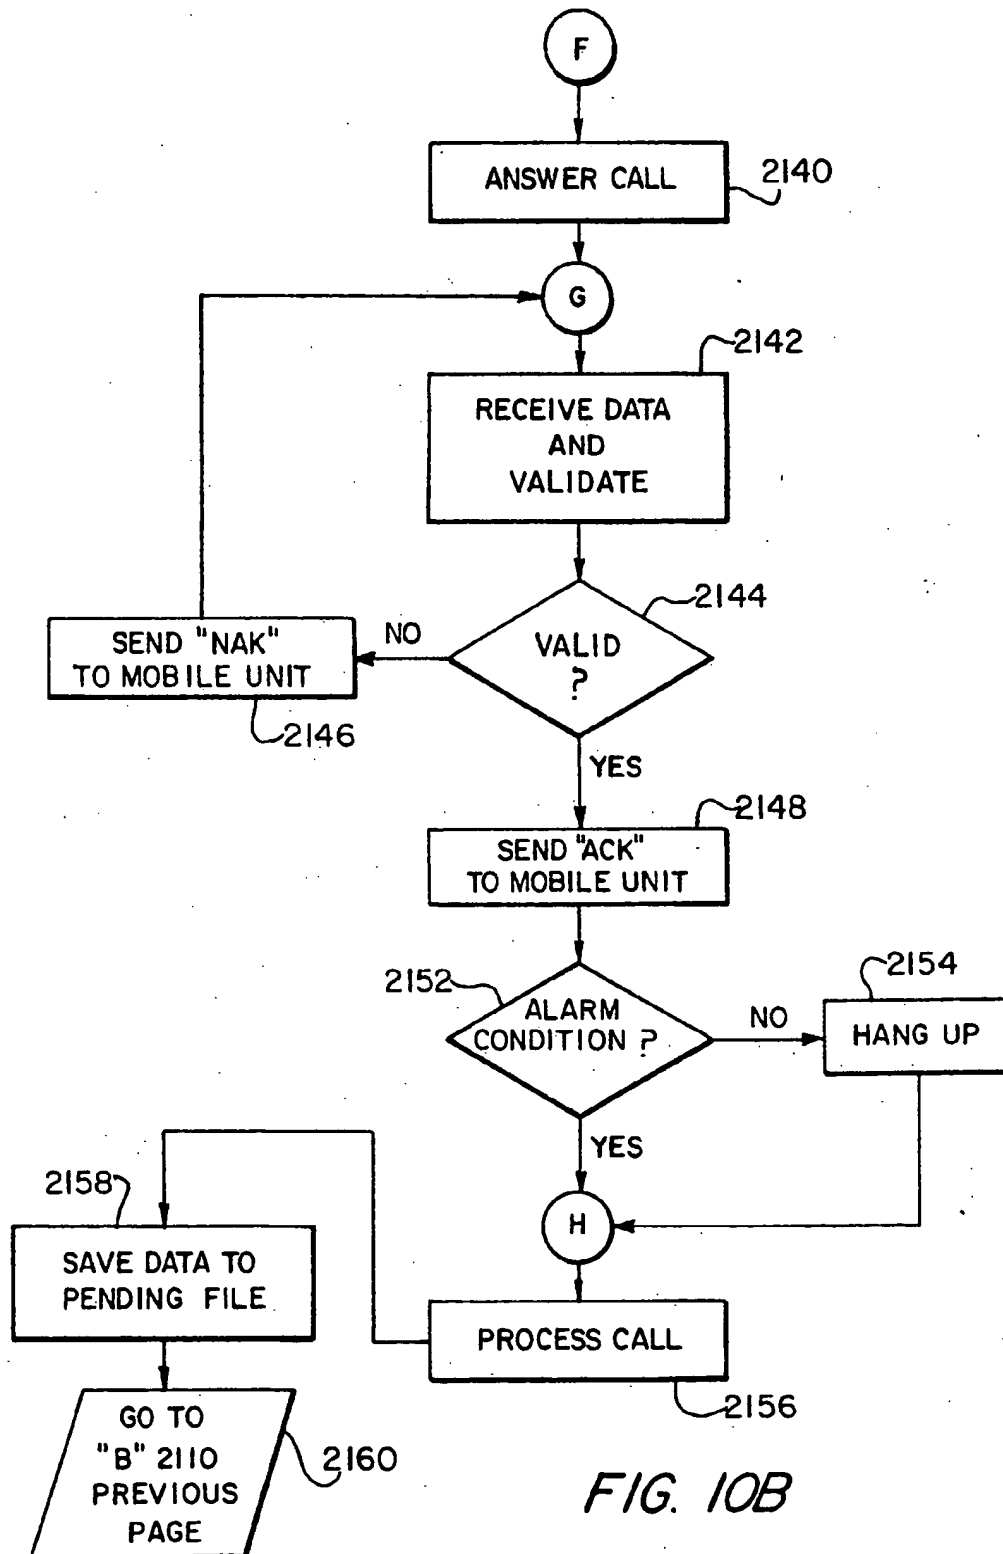 F
ANSWER CALL
2140
G
2142
RECEIVE DATA
AND
VALIDATE
2144
VALID
?
NO
SEND "NAK"
TO MOBILE UNIT
2146
YES
2148
SEND "ACK"
TO MOBILE UNIT
2152
ALARM
CONDITION ?
NO
2154
HANG UP
YES
H
2158
SAVE DATA TO
PENDING FILE
PROCESS CALL
2156
GO TO
"B" 2110
PREVIOUS
PAGE
2160
FIG. 10B